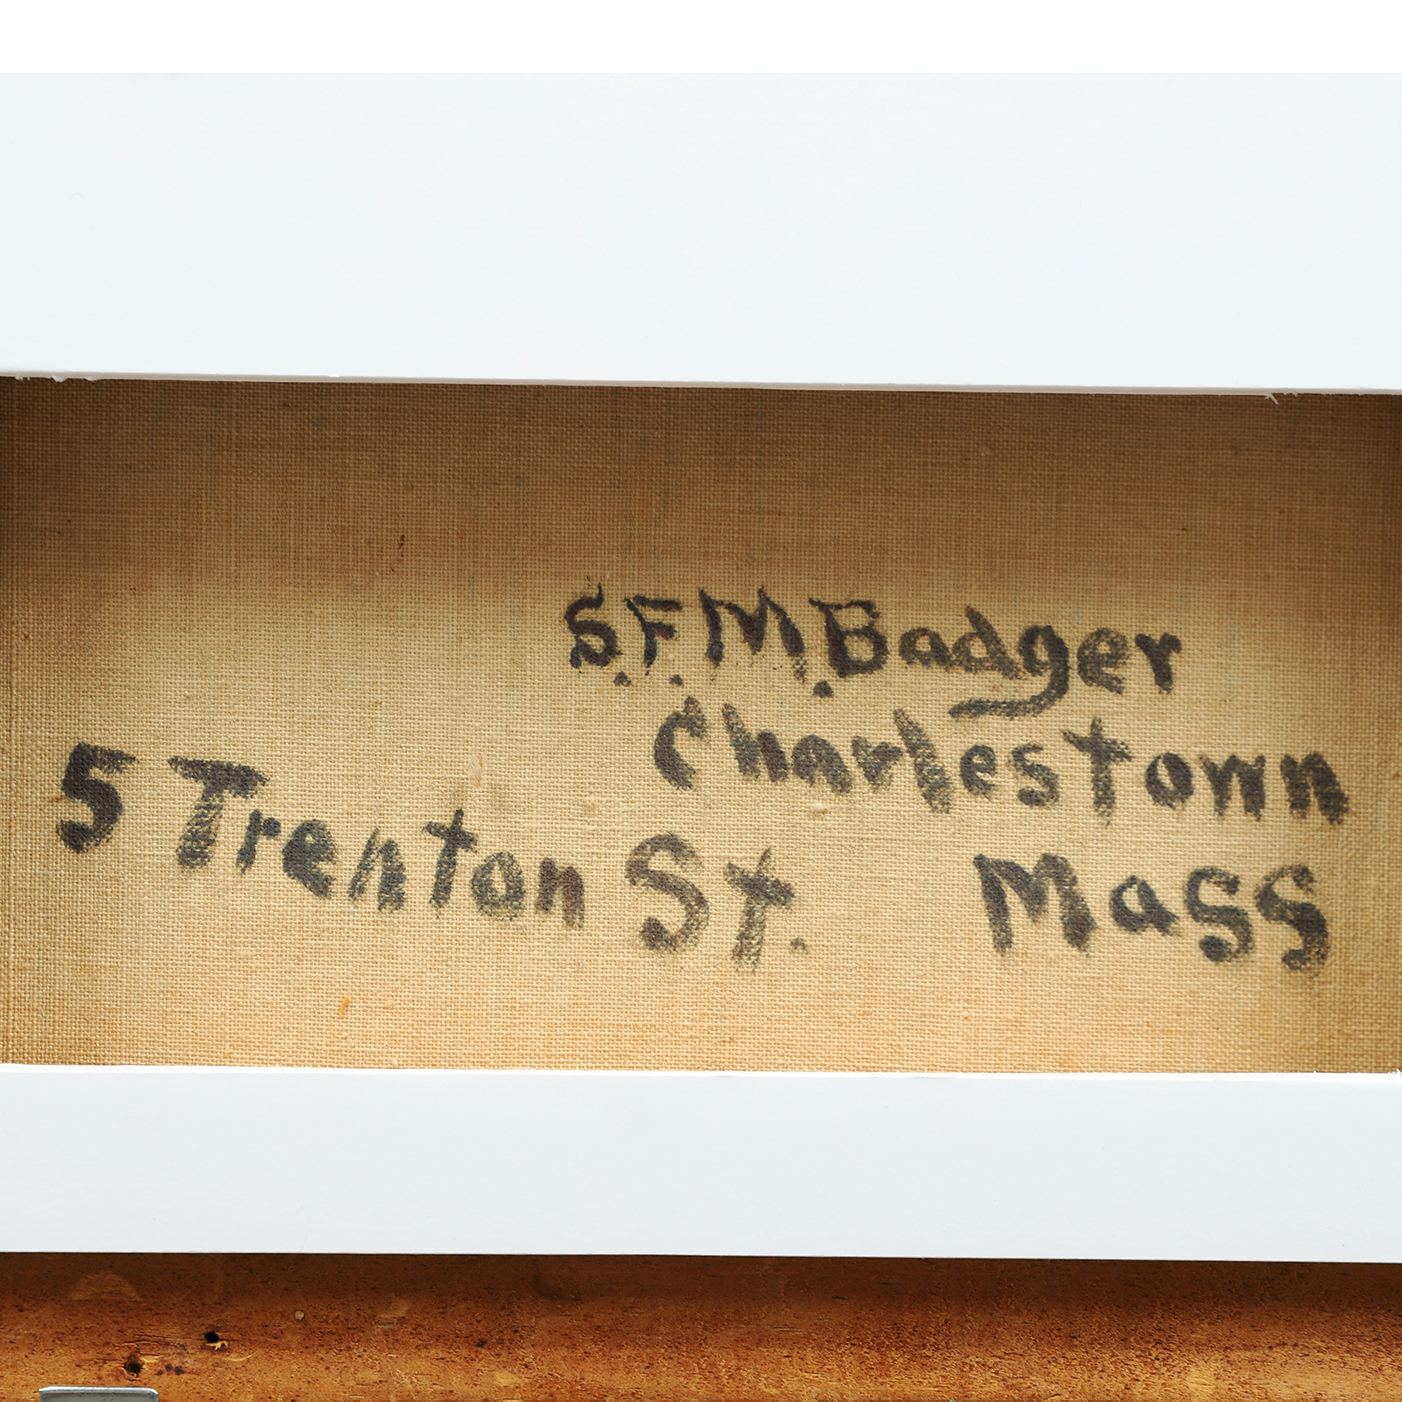 S.F.M.Badger
Charlestown
5 Trenton St. Mass